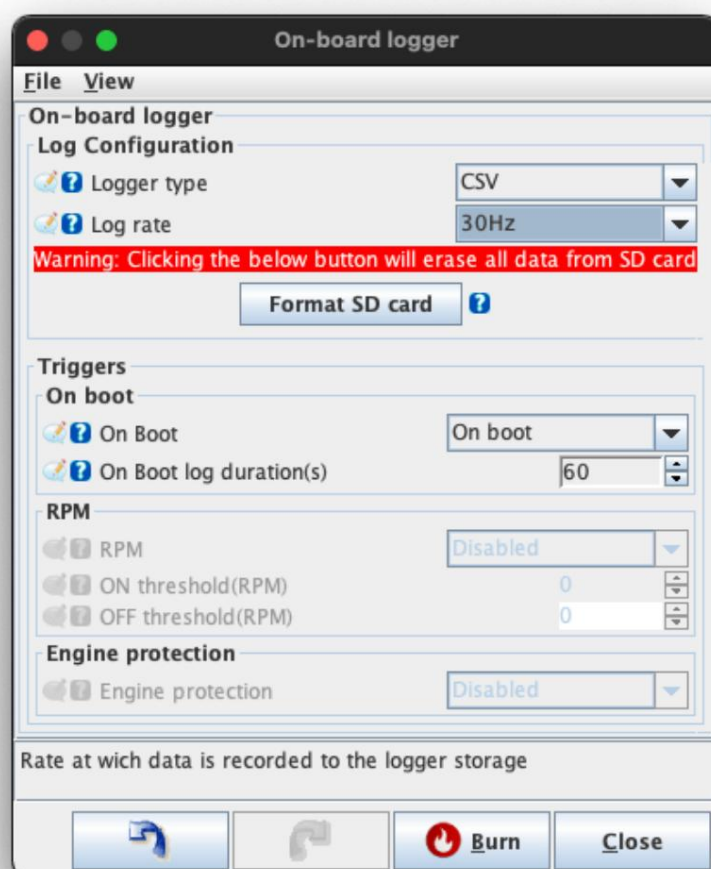 On-board logger
File View
On-board logger
Log Configuration
Logger type CSV
Log rate 30Hz
Warning: Clicking the below button will erase all data from SD card
Format SD card
Triggers
On boot
On Boot On boot
On Boot log duration(s) 60
RPM
RPM Disabled
ON threshold(RPM) 0
OFF threshold(RPM) 0
Engine protection
Engine protection Disabled
Rate at wich data is recorded to the logger storage
Burn Close